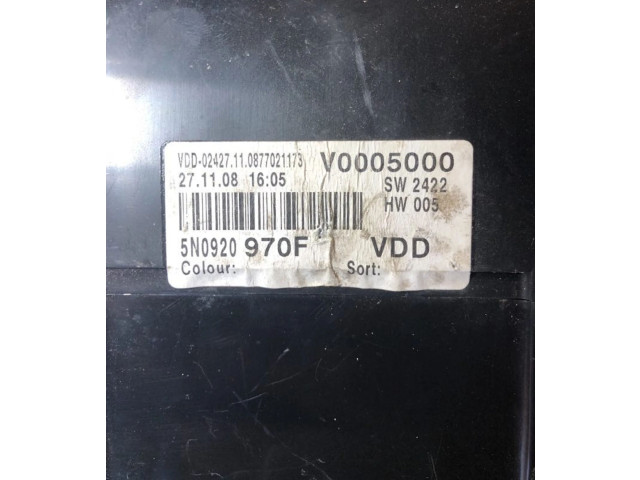 VDD-02427.11.0877021173 V0005000
27.11.08 16:05 SW 2422
HW 005
5N0920 970F VDD
Colour: Sort: